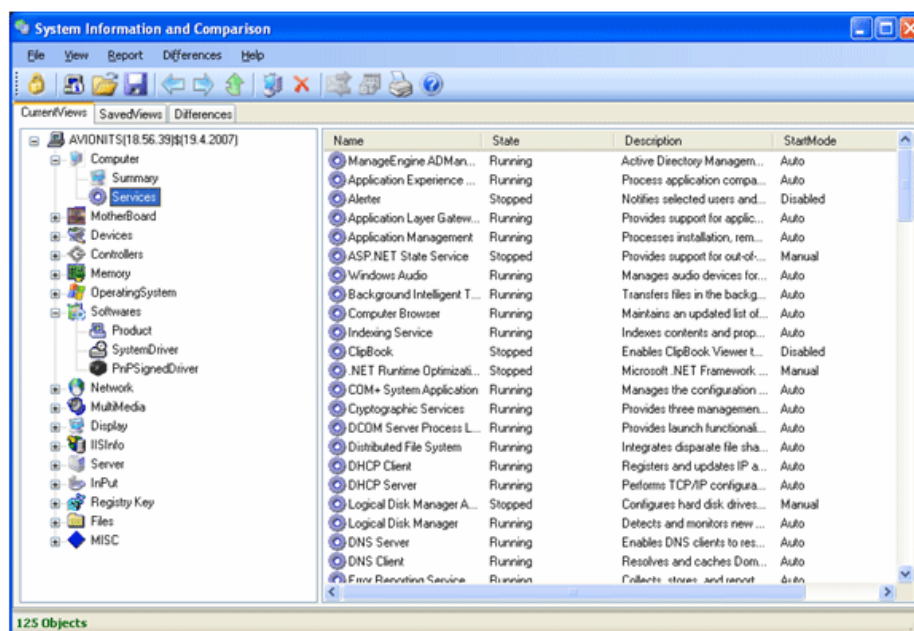 System Information and Comparison
File View Report Differences Help
CurrentViews SavedViews Differences
AVIONITS(18.56.39)$(19.4.2007)
Computer
Summary
Services
MotherBoard
Devices
Controllers
Memory
OperatingSystem
Softwares
Product
SystemDriver
PnPSignedDriver
Network
MultiMedia
Display
IISInfo
Server
InPut
Registry Key
Files
MISC
Name State Description StartMode
ManageEngine ADMan... Running Active Directory Managem... Auto
Application Experience ... Running Process application compa... Auto
Alerter Stopped Notifies selected users and... Disabled
Application Layer Gatew... Running Provides support for applic... Auto
Application Management Running Processes installation, rem... Auto
ASP.NET State Service Stopped Provides support for out-of-... Manual
Windows Audio Running Manages audio devices for... Auto
Background Intelligent T... Running Transfers files in the backg... Auto
Computer Browser Running Maintains an updated list of... Auto
Indexing Service Running Indexes contents and prop... Auto
ClipBook Stopped Enables ClipBook Viewer t... Disabled
.NET Runtime Optimizati... Stopped Microsoft .NET Framework ... Manual
COM+ System Application Running Manages the configuration ... Auto
Cryptographic Services Running Provides three managemen... Auto
DCOM Server Process L... Running Provides launch functionali... Auto
Distributed File System Running Integrates disparate file sha... Auto
DHCP Client Running Registers and updates IP a... Auto
DHCP Server Running Performs TCP/IP configura... Auto
Logical Disk Manager A... Stopped Configures hard disk drives... Manual
Logical Disk Manager Running Detects and monitors new ... Auto
DNS Server Running Enables DNS clients to res... Auto
DNS Client Running Resolves and caches Dom... Auto
Error Reporting Service Running Collects, stores, and report... Auto
125 Objects